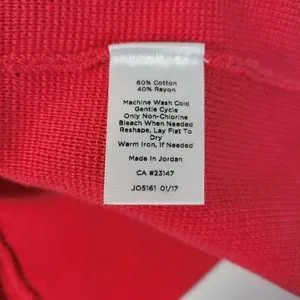 60% Cotton
40% Rayon
Machine Wash Cold
Gentle Cycle
Only Non-Chlorine
Bleach When Needed
Reshape, Lay Flat To
Dry
Warm Iron, If Needed
Made In Jordan
CA #23147
JO5161 01/17